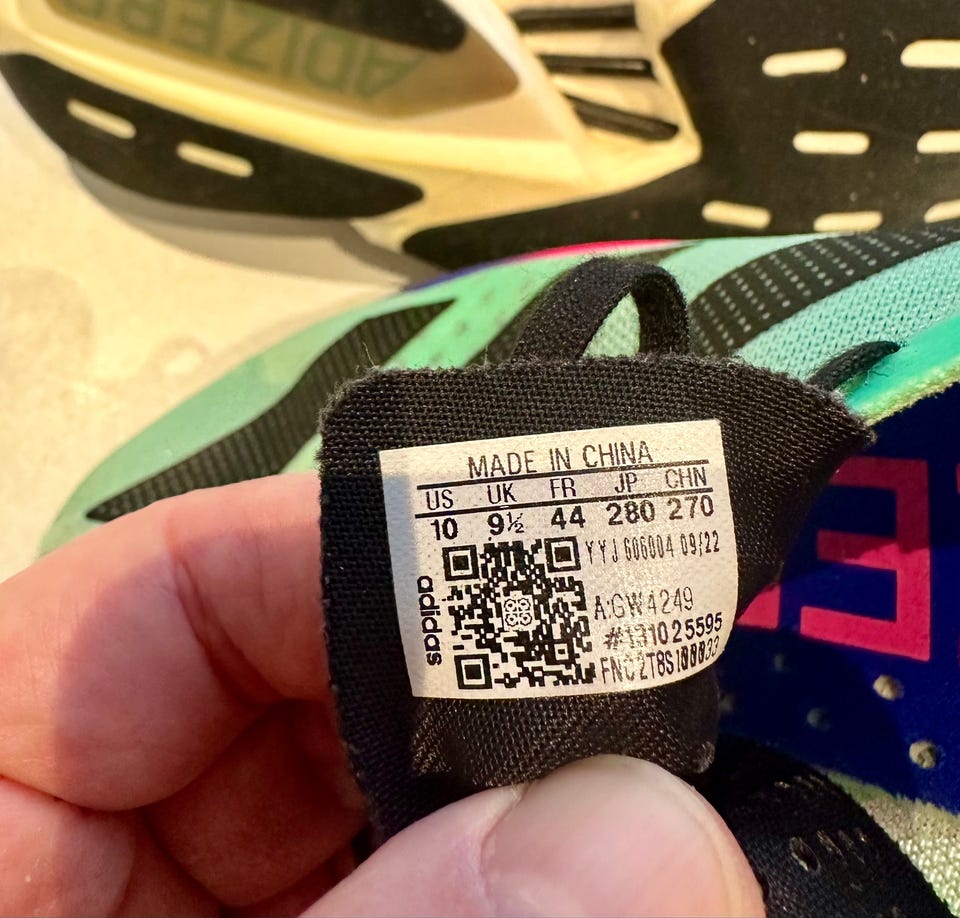 ADIZERO
MADE IN CHINA
US UK FR JP CHN
10 9½ 44 280 270
YYJ 606004 09/22
adidas
A:GW4249
#131025595